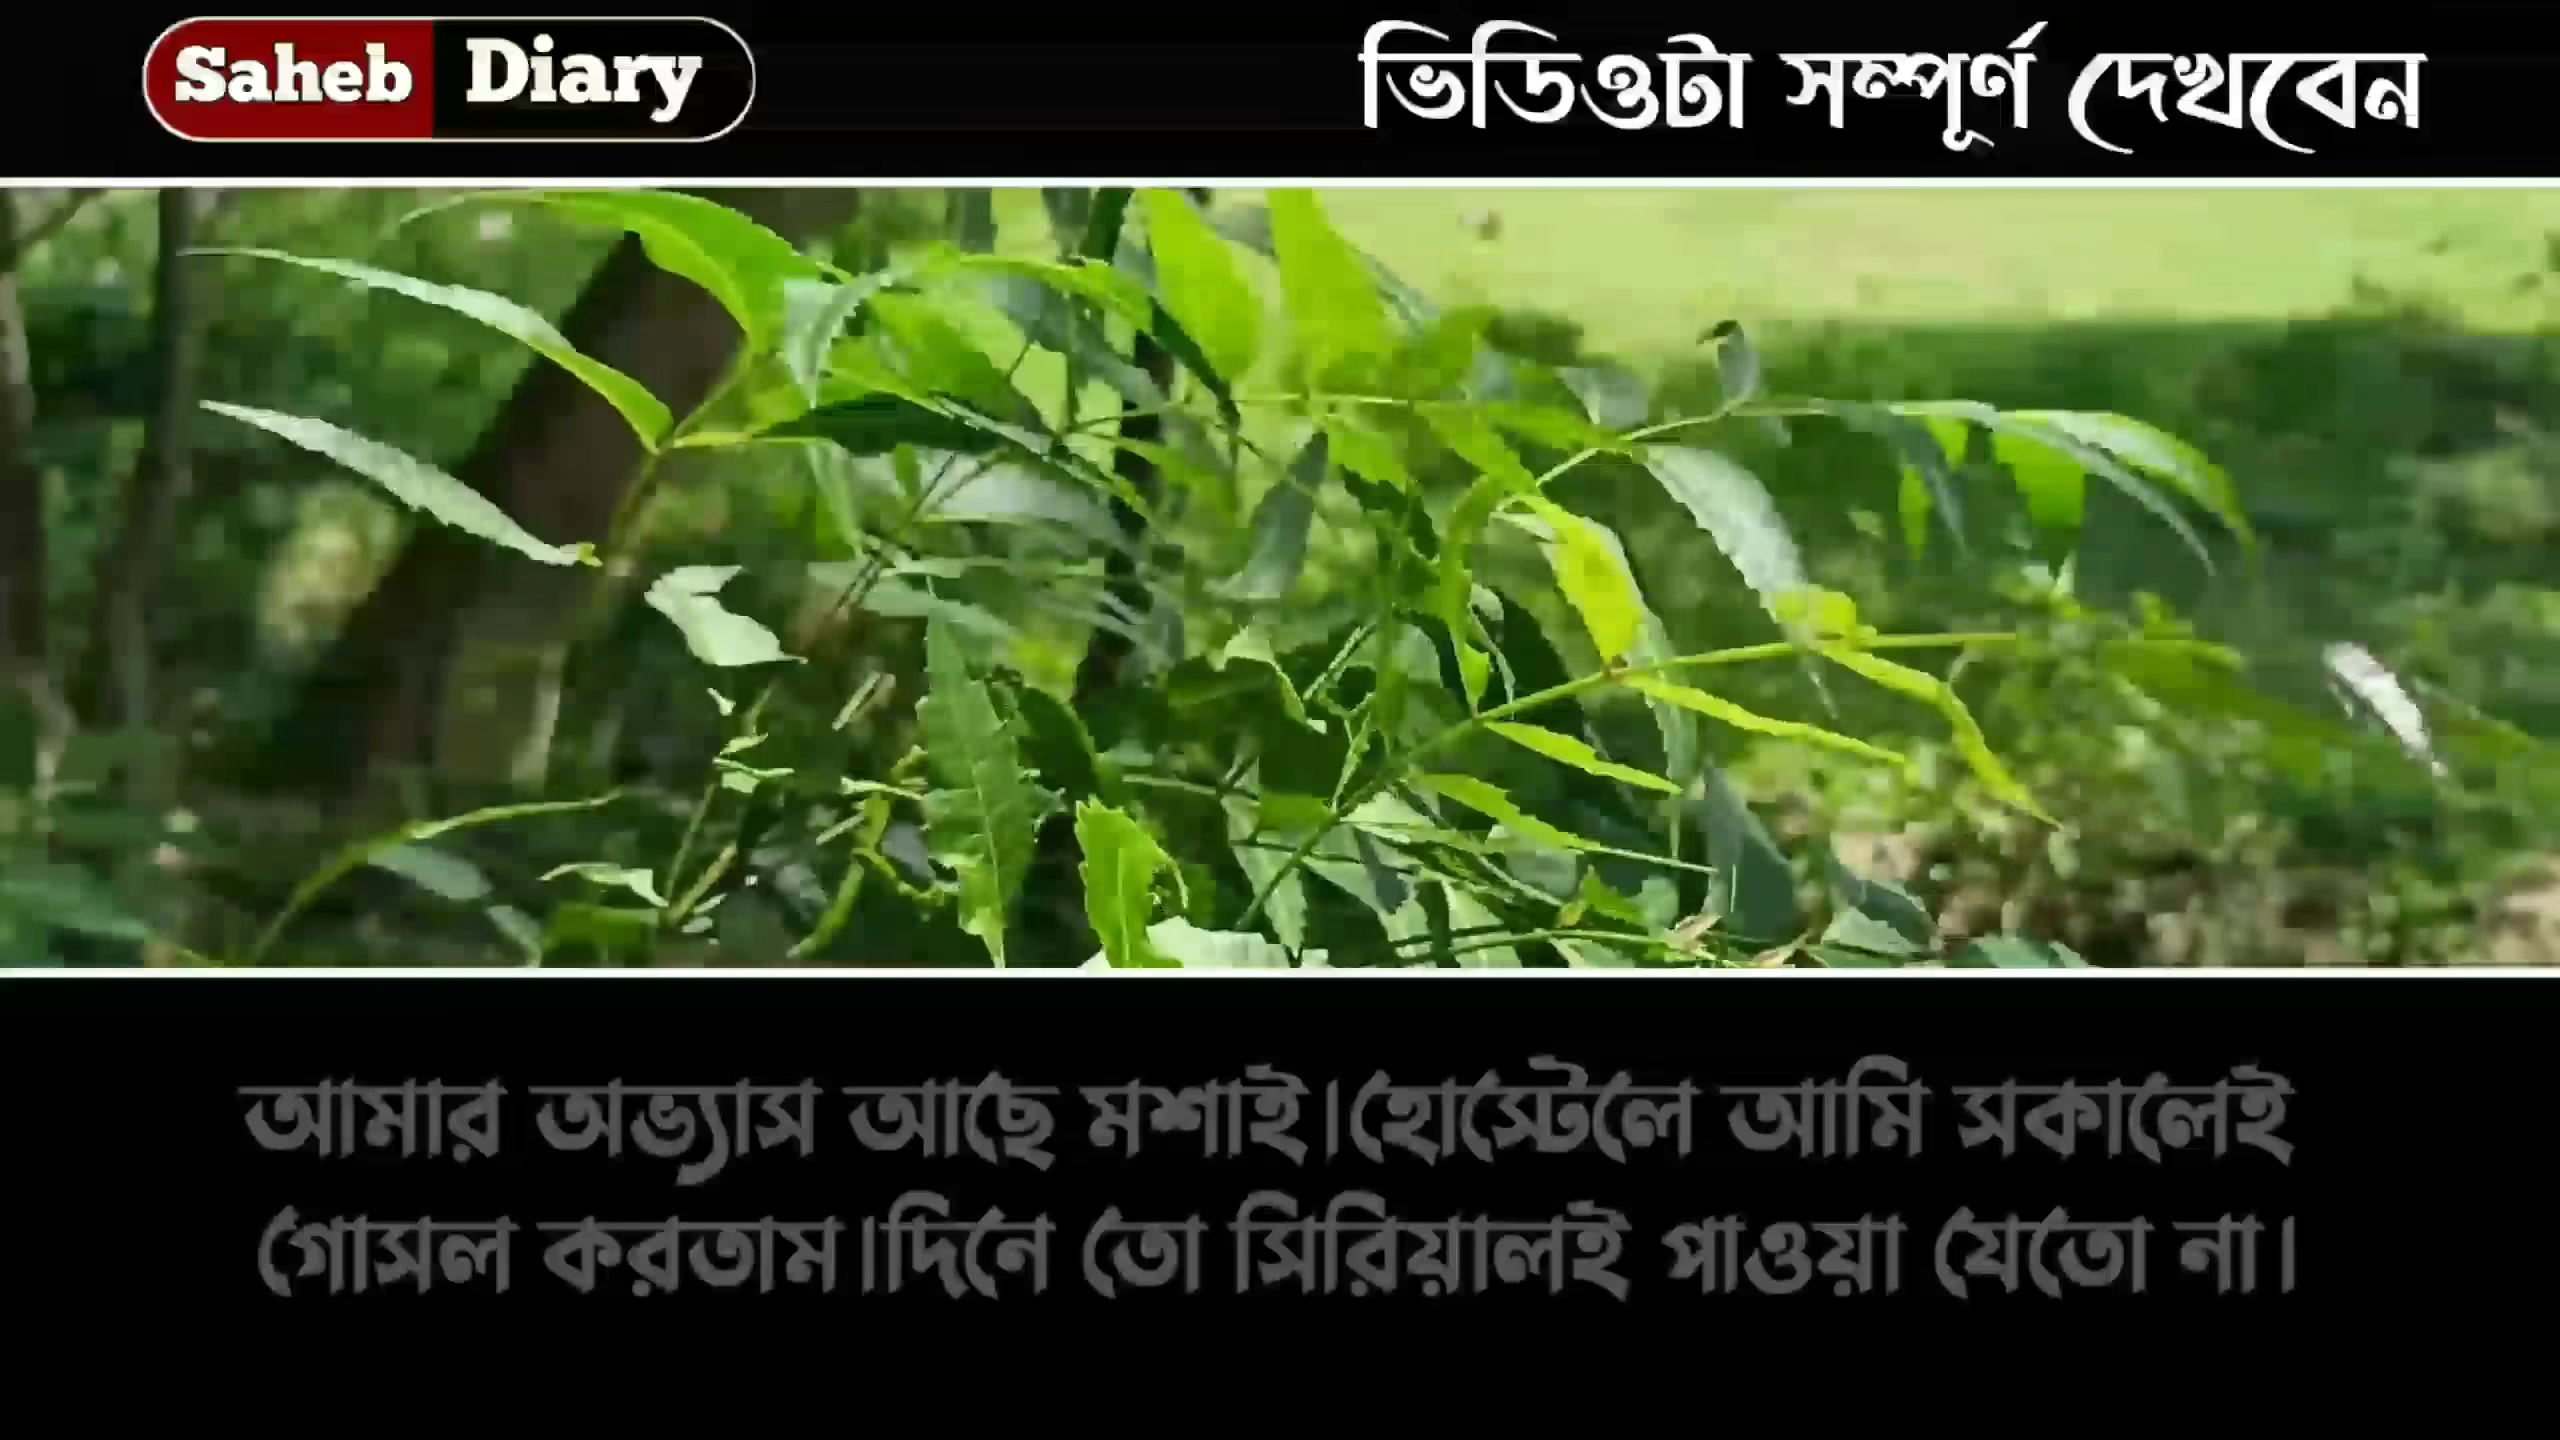 Saheb Diary
ভিডিওটা সম্পূর্ণ দেখবেন
আমার অভ্যাস আছে মশাই।হোস্টেলে আমি সকালেই
গোসল করতাম।দিনে তো সিরিয়ালই পাওয়া যেতো না।